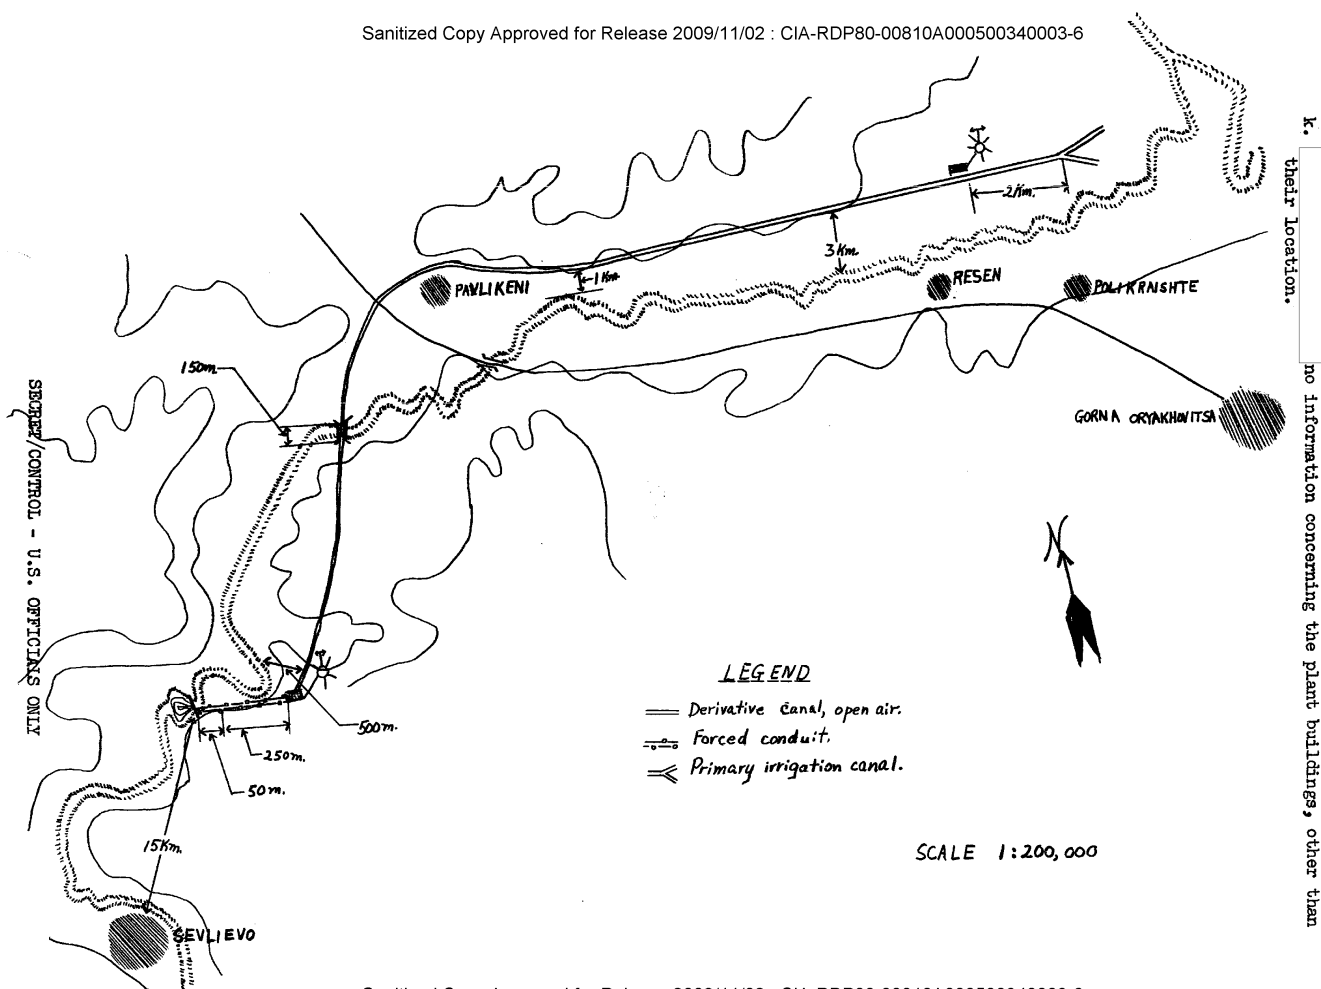 Sanitized Copy Approved for Release 2009/11/02 : CIA-RDP80-00810A000500340003-6
k.
no information concerning the plant buildings, other than
their location.
2Km.
3Km.
1Km.
PAVLIKENI
RESEN
POLIKRAISHTE
150m.
GORNA ORYAKHOVITSA
SECRET/CONTROL - U.S. OFFICIALS ONLY
N
500m.
250m.
50m.
15Km.
SEVLIEVO
LEGEND
Derivative canal, open air.
Forced conduit.
Primary irrigation canal.
SCALE 1:200,000